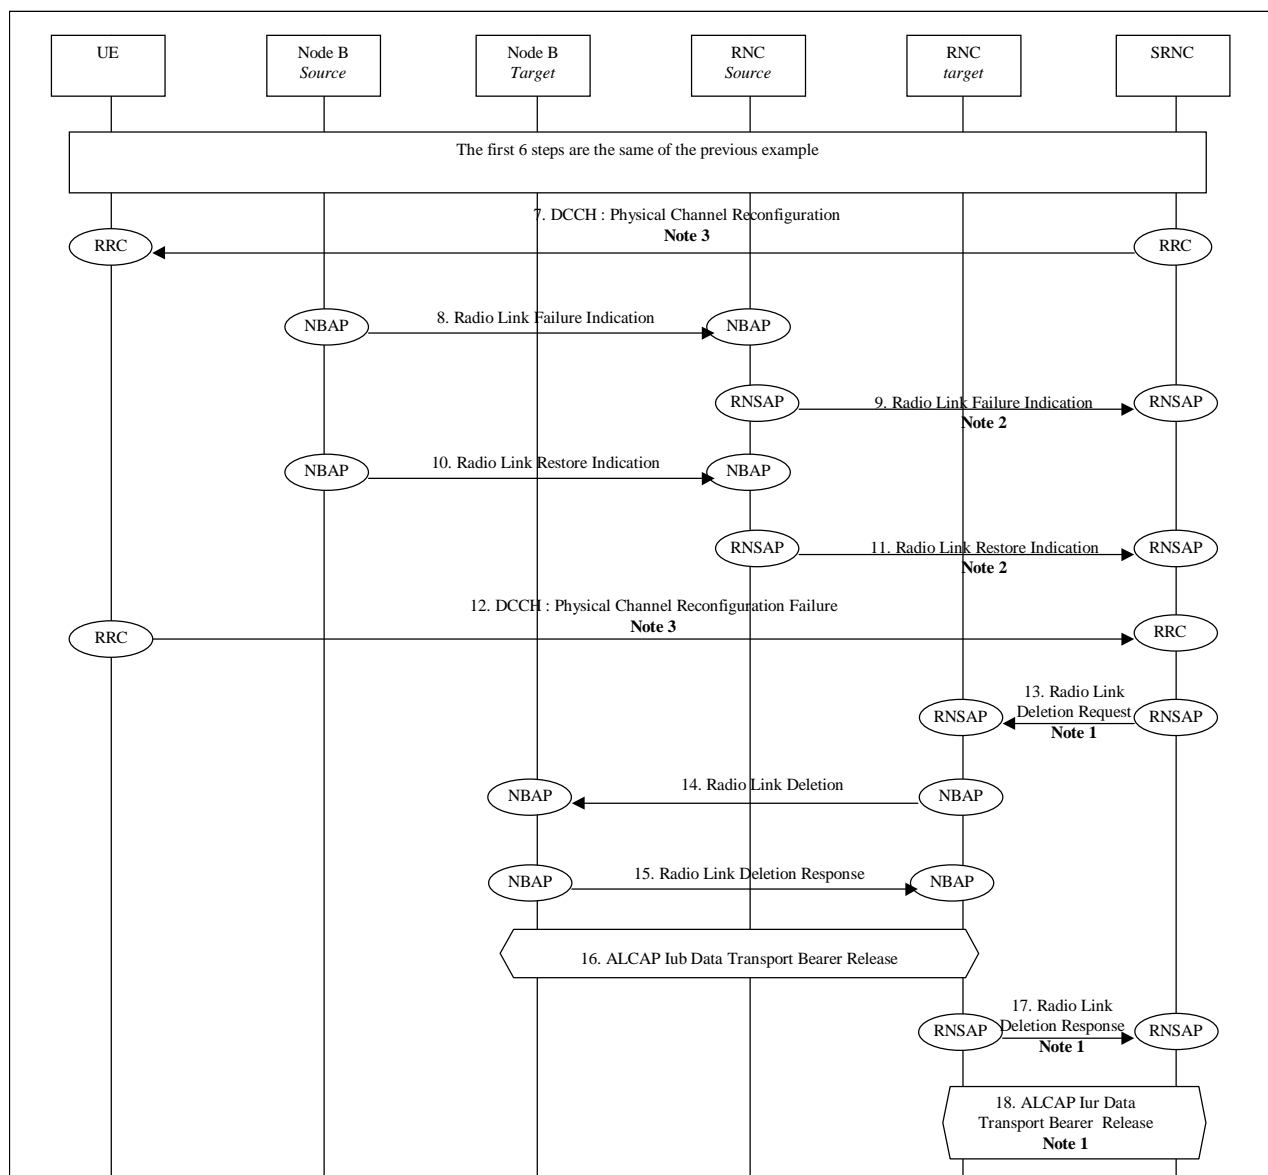 UE
Node B
Source
Node B
Target
RNC
Source
RNC
target
SRNC
The first 6 steps are the same of the previous example
7. DCCH : Physical Channel Reconfiguration
Note 3
RRC
RRC
NBAP
8. Radio Link Failure Indication
NBAP
RNSAP
9. Radio Link Failure Indication
Note 2
RNSAP
NBAP
10. Radio Link Restore Indication
NBAP
RNSAP
11. Radio Link Restore Indication
Note 2
RNSAP
12. DCCH : Physical Channel Reconfiguration Failure
Note 3
RRC
RRC
RNSAP
13. Radio Link
Deletion Request
Note 1
RNSAP
NBAP
14. Radio Link Deletion
NBAP
NBAP
15. Radio Link Deletion Response
NBAP
16. ALCAP Iub Data Transport Bearer Release
RNSAP
17. Radio Link
Deletion Response
Note 1
RNSAP
18. ALCAP Iur Data
Transport Bearer Release
Note 1